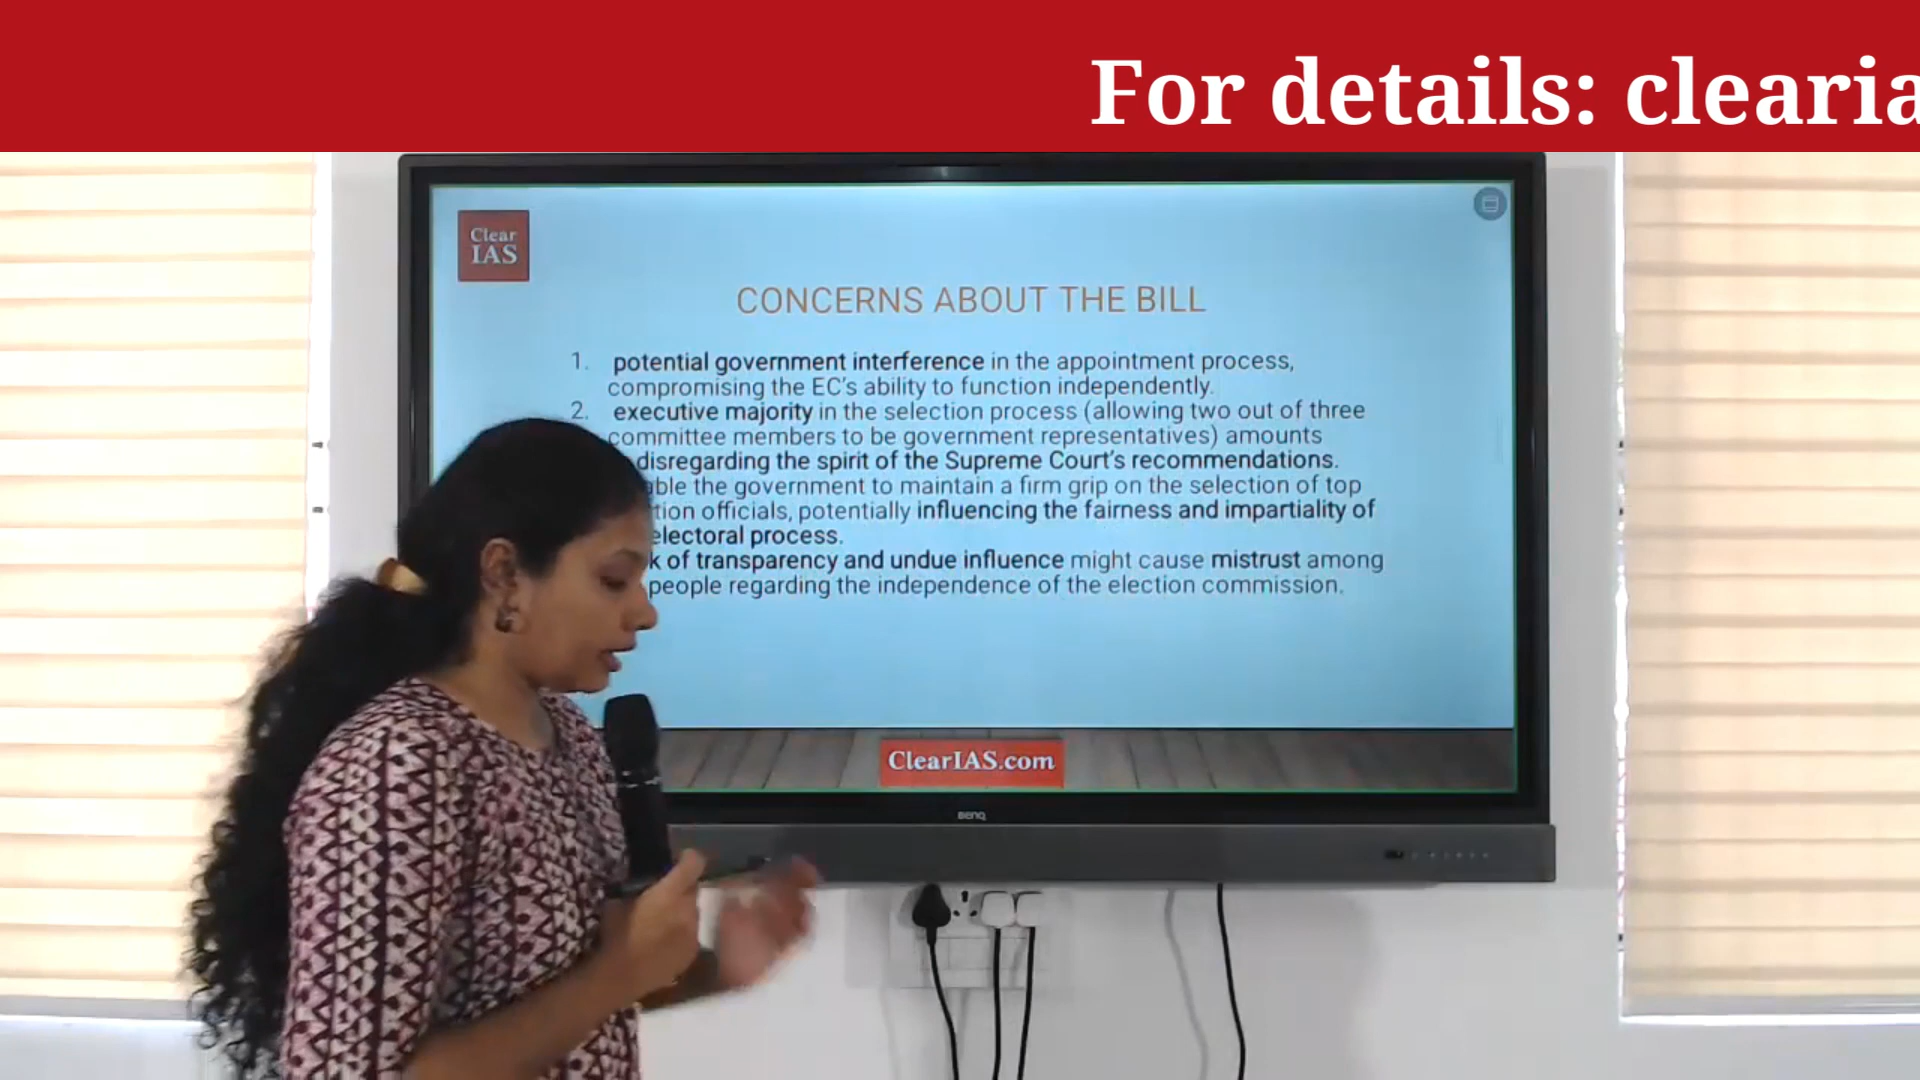 For details: clearia
Clear
IAS
CONCERNS ABOUT THE BILL
1. potential government interference in the appointment process,
compromising the EC's ability to function independently.
2. executive majority in the selection process (allowing two out of three
committee members to be government representatives) amounts
disregarding the spirit of the Supreme Court's recommendations.
able the government to maintain a firm grip on the selection of top
tion officials, potentially influencing the fairness and impartiality of
electoral process.
k of transparency and undue influence might cause mistrust among
people regarding the independence of the election commission.
ClearIAS.com
BenQ